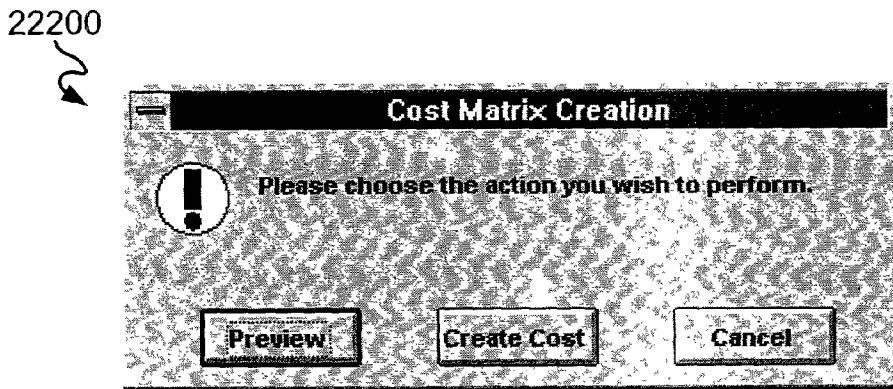 22200
Cost Matrix Creation
Please choose the action you wish to perform.
Preview
Create Cost
Cancel